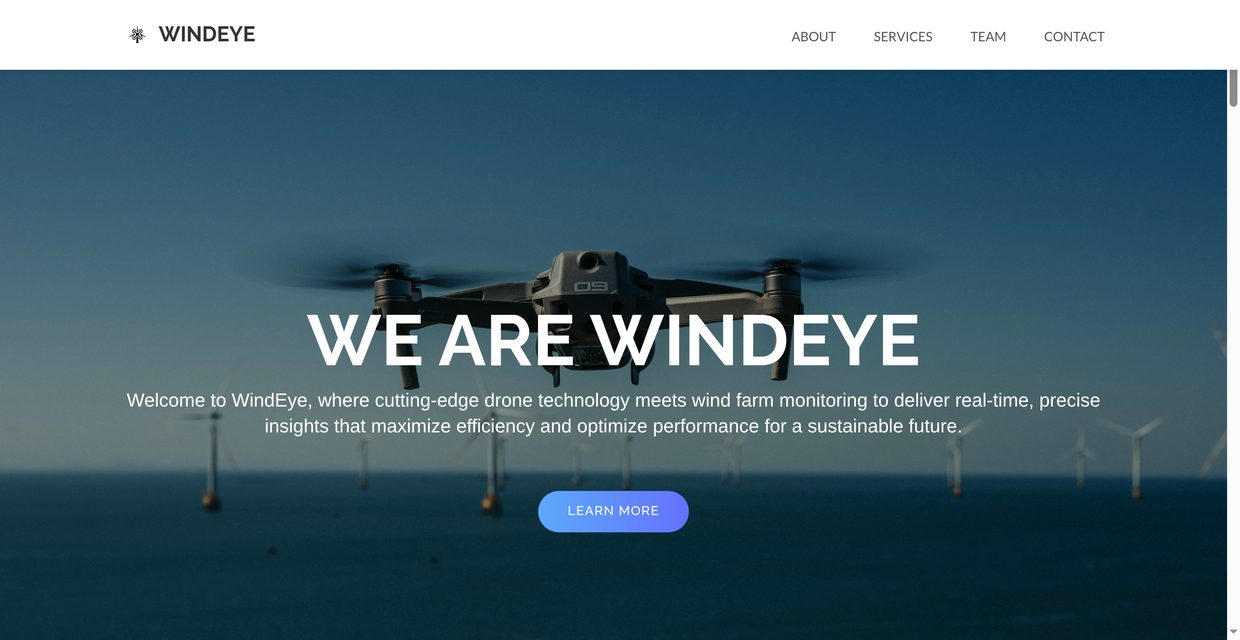 WINDEYE
ABOUT
SERVICES
TEAM
CONTACT
WE ARE WINDEYE
Welcome to WindEye, where cutting-edge drone technology meets wind farm monitoring to deliver real-time, precise
insights that maximize efficiency and optimize performance for a sustainable future.
LEARN MORE